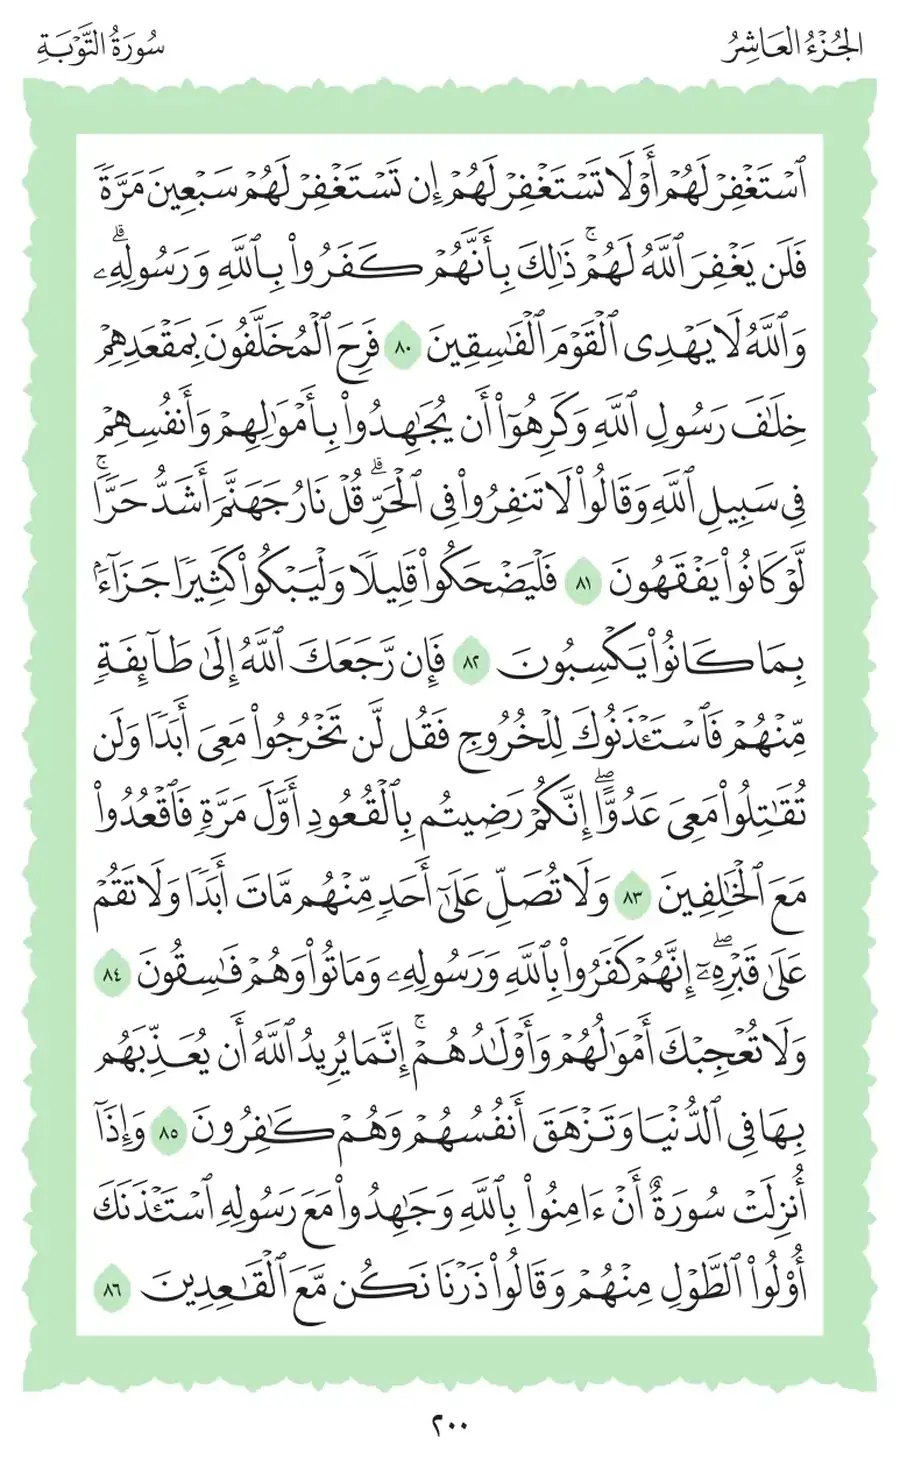 الجُزْءُ العَاشِرُ
سُورَةُ التَّوْبَةِ
ٱسْتَغْفِرْ لَهُمْ أَوْ لَا تَسْتَغْفِرْ لَهُمْ إِن تَسْتَغْفِرْ لَهُمْ سَبْعِينَ مَرَّةً
فَلَن يَغْفِرَ ٱللَّهُ لَهُمْۚ ذَٰلِكَ بِأَنَّهُمْ كَفَرُواْ بِٱللَّهِ وَرَسُولِهِۦۗ
وَٱللَّهُ لَا يَهْدِى ٱلْقَوْمَ ٱلْفَٰسِقِينَ ٨٠ فَرِحَ ٱلْمُخَلَّفُونَ بِمَقْعَدِهِمْ
خِلَٰفَ رَسُولِ ٱللَّهِ وَكَرِهُوٓاْ أَن يُجَٰهِدُواْ بِأَمْوَٰلِهِمْ وَأَنفُسِهِمْ
فِى سَبِيلِ ٱللَّهِ وَقَالُواْ لَا تَنفِرُواْ فِى ٱلْحَرِّۗ قُلْ نَارُ جَهَنَّمَ أَشَدُّ حَرًّاۚ
لَّوْ كَانُواْ يَفْقَهُونَ ٨١ فَلْيَضْحَكُواْ قَلِيلًا وَلْيَبْكُواْ كَثِيرًا جَزَآءًۢ
بِمَا كَانُواْ يَكْسِبُونَ ٨٢ فَإِن رَّجَعَكَ ٱللَّهُ إِلَىٰ طَآئِفَةٍ
مِّنْهُمْ فَٱسْتَـْٔذَنُوكَ لِلْخُرُوجِ فَقُل لَّن تَخْرُجُواْ مَعِىَ أَبَدًا وَلَن
تُقَٰتِلُواْ مَعِىَ عَدُوًّاۖ إِنَّكُمْ رَضِيتُم بِٱلْقُعُودِ أَوَّلَ مَرَّةٍ فَٱقْعُدُواْ
مَعَ ٱلْخَٰلِفِينَ ٨٣ وَلَا تُصَلِّ عَلَىٰٓ أَحَدٍ مِّنْهُم مَّاتَ أَبَدًا وَلَا تَقُمْ
عَلَىٰ قَبْرِهِۦٓۖ إِنَّهُمْ كَفَرُواْ بِٱللَّهِ وَرَسُولِهِۦ وَمَاتُواْ وَهُمْ فَٰسِقُونَ ٨٤
وَلَا تُعْجِبْكَ أَمْوَٰلُهُمْ وَأَوْلَٰدُهُمْۚ إِنَّمَا يُرِيدُ ٱللَّهُ أَن يُعَذِّبَهُم
بِهَا فِى ٱلدُّنْيَا وَتَزْهَقَ أَنفُسُهُمْ وَهُمْ كَٰفِرُونَ ٨٥ وَإِذَآ
أُنزِلَتْ سُورَةٌ أَنْ ءَامِنُواْ بِٱللَّهِ وَجَٰهِدُواْ مَعَ رَسُولِهِ ٱسْتَـْٔذَنَكَ
أُوْلُواْ ٱلطَّوْلِ مِنْهُمْ وَقَالُواْ ذَرْنَا نَكُن مَّعَ ٱلْقَٰعِدِينَ ٨٦
٢٠٠